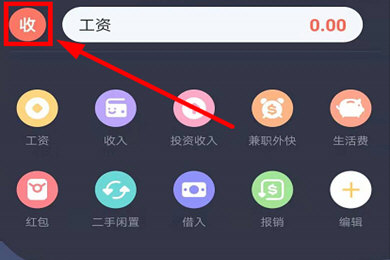 收 工资 0.00
工资 收入 投资收入 兼职外快 生活费
红包 二手闲置 借入 报销 编辑